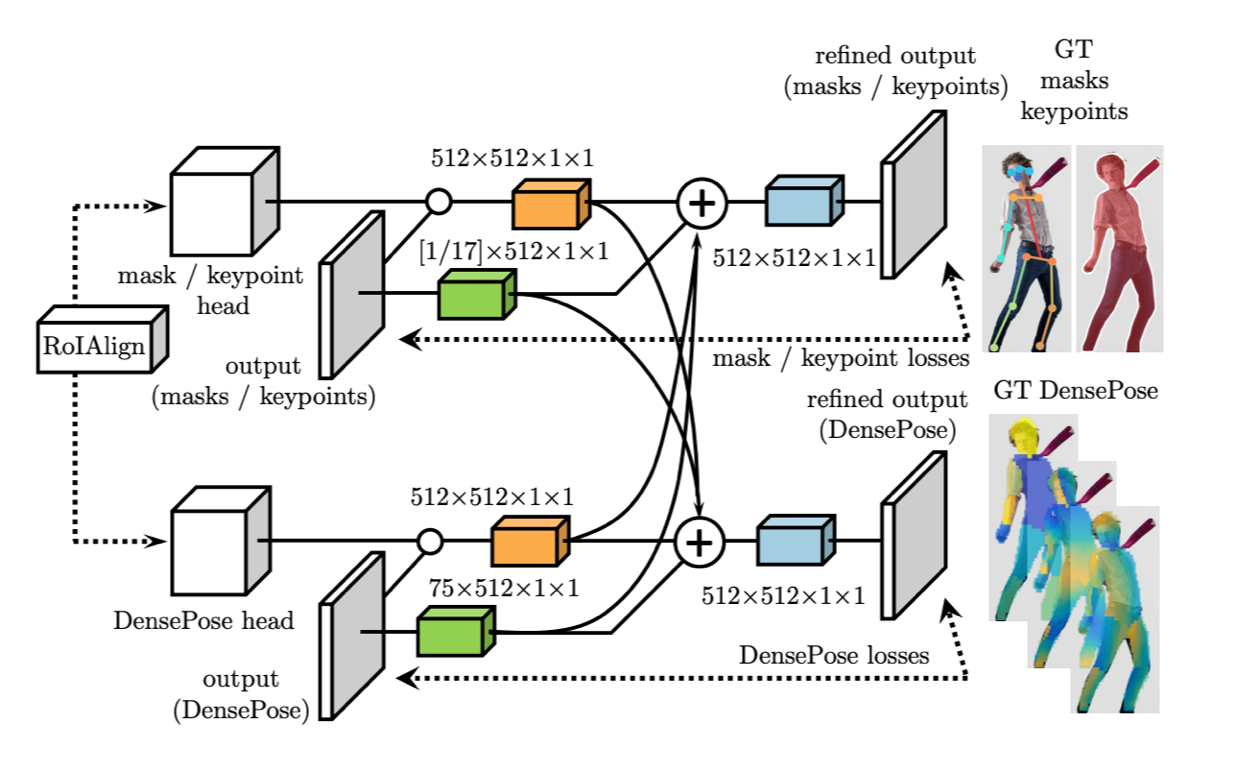 refined output
(masks / keypoints)
GT
masks
keypoints
512×512×1×1
[1/17]×512×1×1
512×512×1×1
mask / keypoint
head
RoIAlign
output
(masks / keypoints)
mask / keypoint losses
refined output
(DensePose)
GT DensePose
512×512×1×1
75×512×1×1
512×512×1×1
DensePose head
output
(DensePose)
DensePose losses